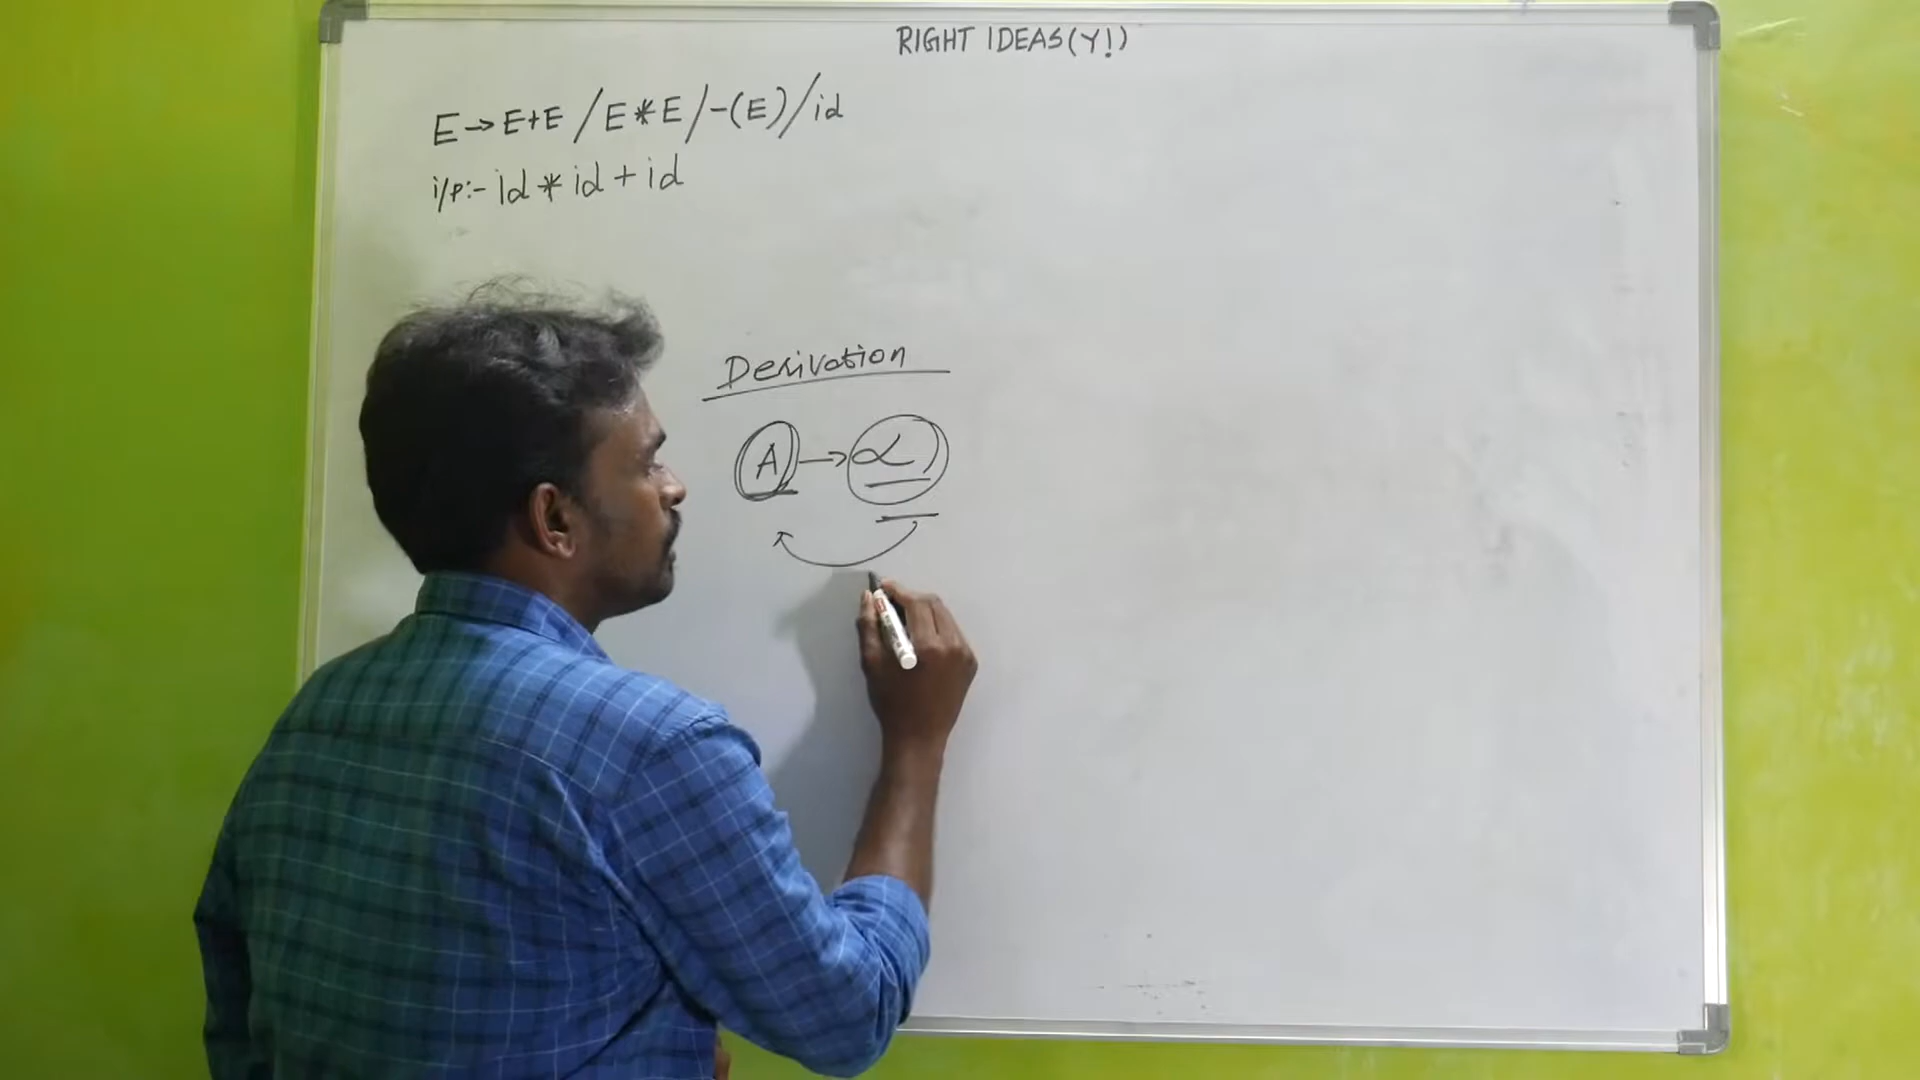 RIGHT IDEAS(Y!)
E→E+E/E*E/-(E)/id
i/p:- id * id + id
Derivation
A→α